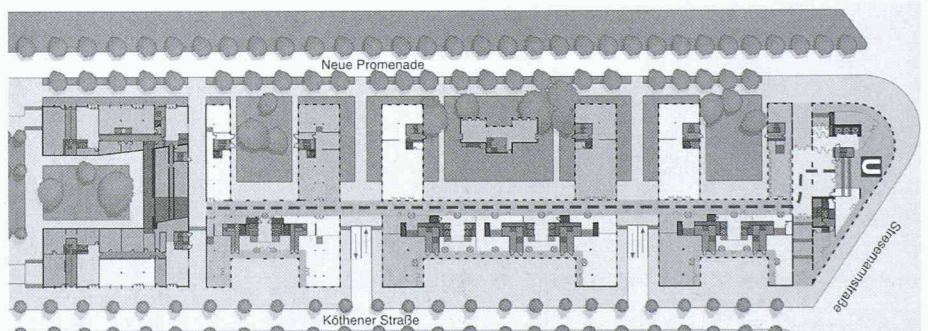 Neue Promenade
U
Stresemannstraße
Köthener Straße